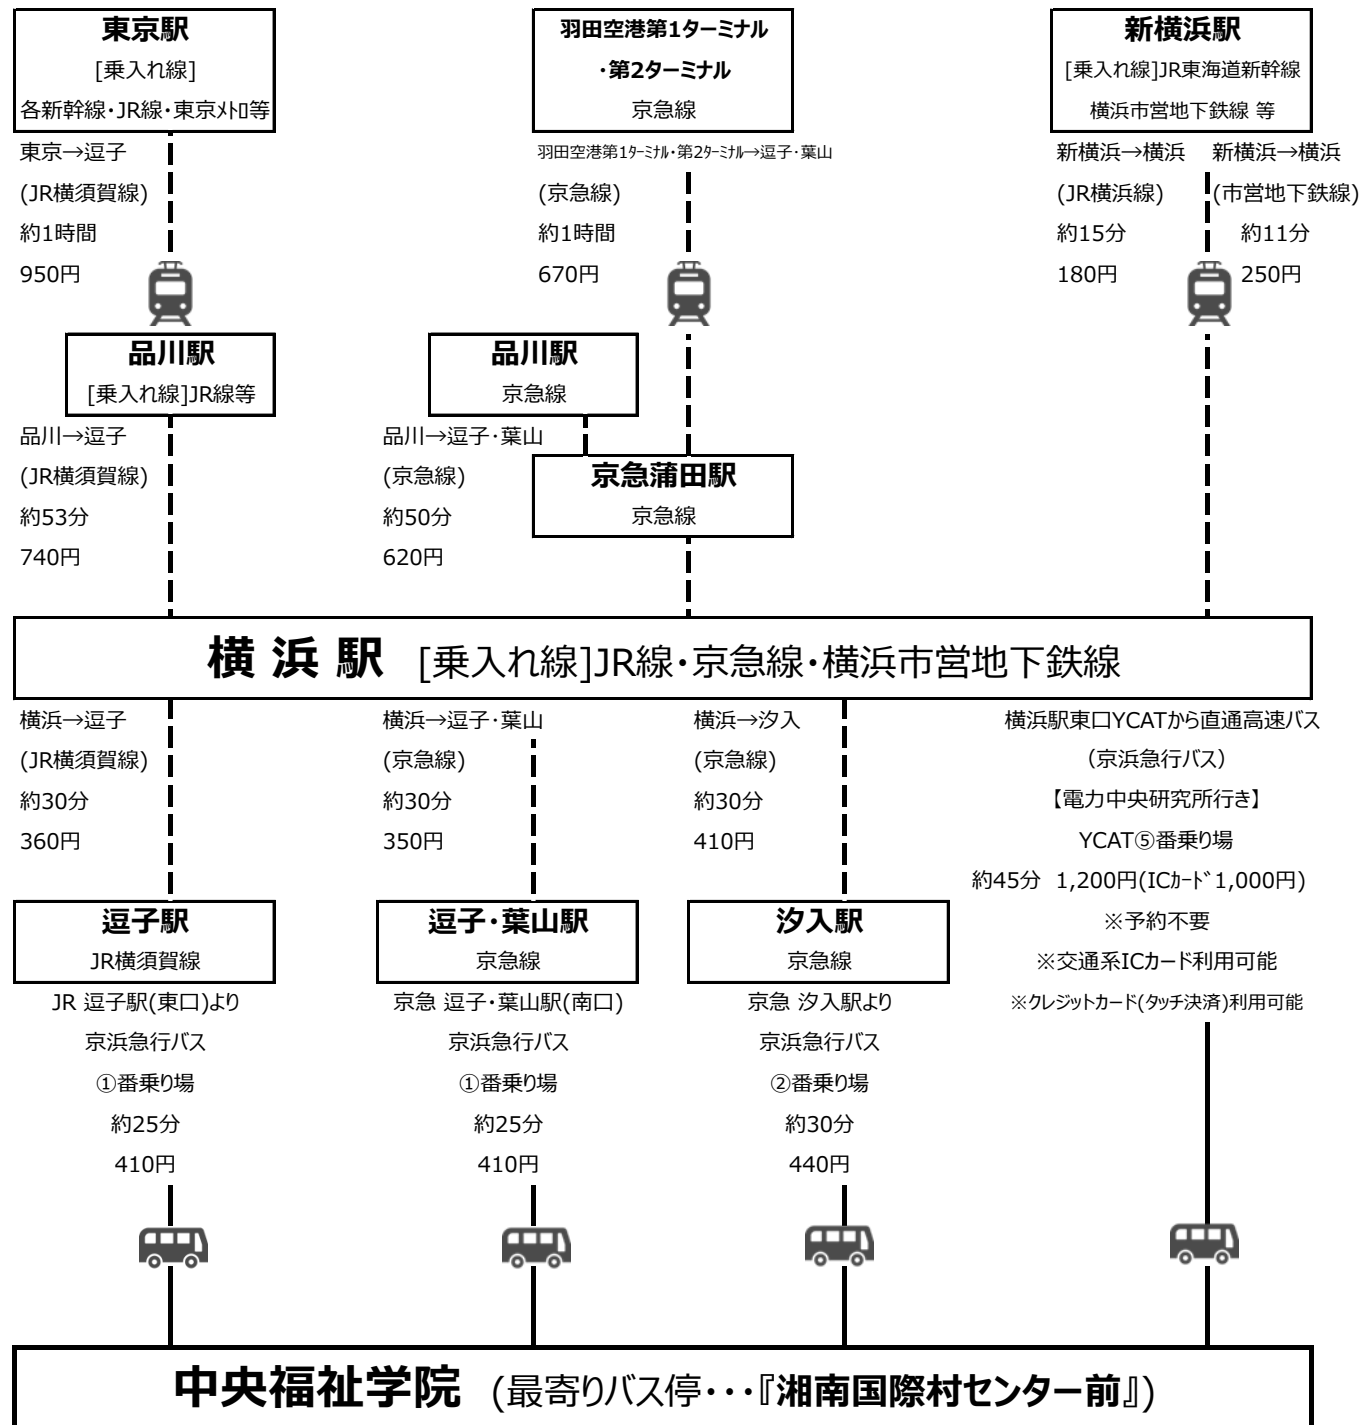 東京駅
[乗入れ線]
各新幹線・JR線・東京ﾒﾄﾛ等
東京→逗子
(JR横須賀線)
約1時間
950円
羽田空港第1ターミナル
・第2ターミナル
京急線
羽田空港第1ﾀｰﾐﾅﾙ・第2ﾀｰﾐﾅﾙ→逗子・葉山
(京急線)
約1時間
670円
新横浜駅
[乗入れ線]JR東海道新幹線
横浜市営地下鉄線 等
新横浜→横浜
(JR横浜線)
約15分
180円
新横浜→横浜
(市営地下鉄線)
約11分
250円
品川駅
[乗入れ線]JR線等
品川→逗子
(JR横須賀線)
約53分
740円
品川駅
京急線
品川→逗子・葉山
(京急線)
約50分
620円
京急蒲田駅
京急線
横 浜 駅 [乗入れ線]JR線・京急線・横浜市営地下鉄線
横浜→逗子
(JR横須賀線)
約30分
360円
横浜→逗子・葉山
(京急線)
約30分
350円
横浜→汐入
(京急線)
約30分
410円
横浜駅東口YCATから直通高速バス
(京浜急行バス)
【電力中央研究所行き】
YCAT⑤番乗り場
約45分 1,200円(ICｶｰﾄﾞ1,000円)
※予約不要
※交通系ICカード利用可能
※クレジットカード(タッチ決済)利用可能
逗子駅
JR横須賀線
JR 逗子駅(東口)より
京浜急行バス
①番乗り場
約25分
410円
逗子・葉山駅
京急線
京急 逗子・葉山駅(南口)
京浜急行バス
①番乗り場
約25分
410円
汐入駅
京急線
京急 汐入駅より
京浜急行バス
②番乗り場
約30分
440円
中央福祉学院 (最寄りバス停・・・『湘南国際村センター前』)